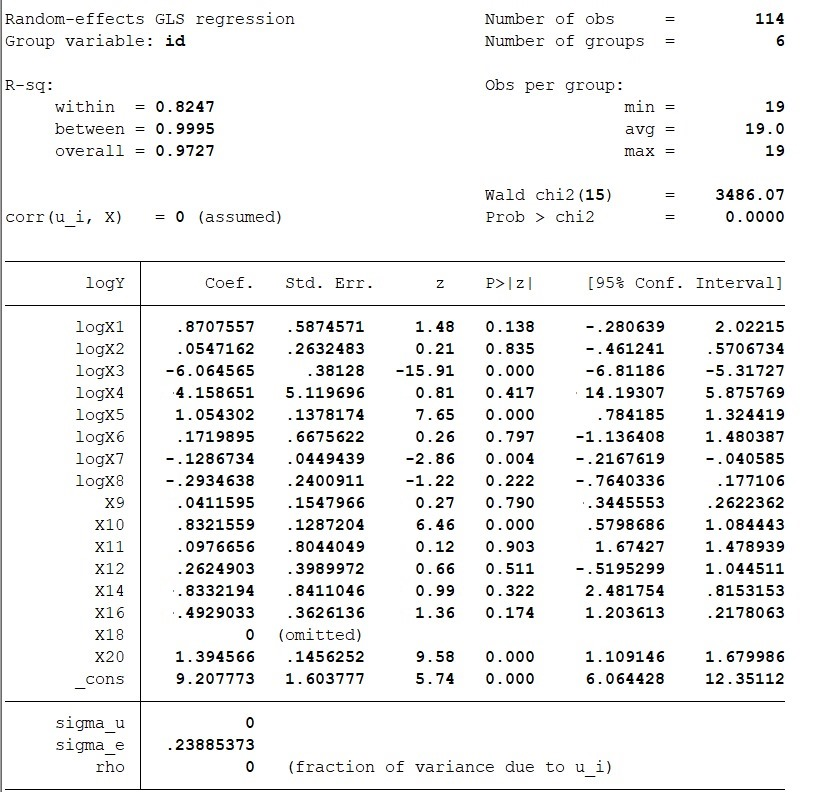 Random-effects GLS regression Number of obs = 114
Group variable: id Number of groups = 6
R-sq: Obs per group:
within = 0.8247 min = 19
between = 0.9995 avg = 19.0
overall = 0.9727 max = 19
Wald chi2(15) = 3486.07
corr(u_i, X) = 0 (assumed) Prob > chi2 = 0.0000
logY Coef. Std. Err. z P>|z| [95% Conf. Interval]
logX1 .8707557 .5874571 1.48 0.138 -.280639 2.02215
logX2 .0547162 .2632483 0.21 0.835 -.461241 .5706734
logX3 -6.064565 .38128 -15.91 0.000 -6.81186 -5.31727
logX4 4.158651 5.119696 0.81 0.417 14.19307 5.875769
logX5 1.054302 .1378174 7.65 0.000 .784185 1.324419
logX6 .1719895 .6675622 0.26 0.797 -1.136408 1.480387
logX7 -.1286734 .0449439 -2.86 0.004 -.2167619 -.040585
logX8 -.2934638 .2400911 -1.22 0.222 -.7640336 .177106
X9 .0411595 .1547966 0.27 0.790 .3445553 .2622362
X10 .8321559 .1287204 6.46 0.000 .5798686 1.084443
X11 .0976656 .8044049 0.12 0.903 1.67427 1.478939
X12 .2624903 .3989972 0.66 0.511 -.5195299 1.044511
X14 .8332194 .8411046 0.99 0.322 2.481754 .8153153
X16 .4929033 .3626136 1.36 0.174 1.203613 .2178063
X18 0 (omitted)
X20 1.394566 .1456252 9.58 0.000 1.109146 1.679986
_cons 9.207773 1.603777 5.74 0.000 6.064428 12.35112
sigma_u 0
sigma_e .23885373
rho 0 (fraction of variance due to u_i)